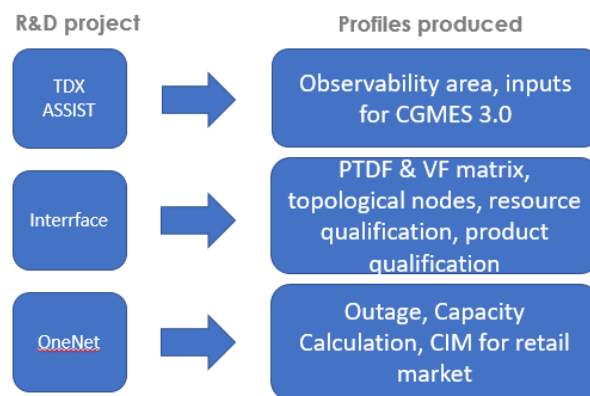 R&D project
Profiles produced
TDX
ASSIST
Observability area, inputs
for CGMES 3.0
Interrface
PTDF & VF matrix,
topological nodes, resource
qualification, product
qualification
OneNet
Outage, Capacity
Calculation, CIM for retail
market